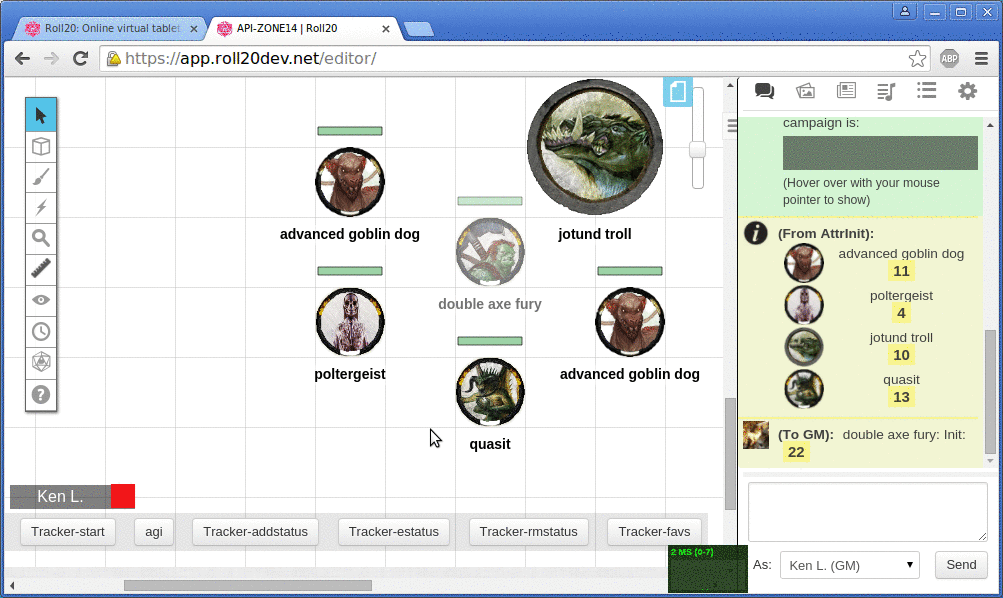 Roll20: Online virtual tablet
API-ZONE14 | Roll20
https://app.roll20dev.net/editor/
ABP
advanced goblin dog
jotund troll
double axe fury
poltergeist
advanced goblin dog
quasit
Ken L.
Tracker-start
agi
Tracker-addstatus
Tracker-estatus
Tracker-rmstatus
Tracker-favs
campaign is:
(Hover over with your mouse
pointer to show)
(From AttrInit):
advanced goblin dog
11
poltergeist
4
jotund troll
10
quasit
13
(To GM): double axe fury: Init:
22
2 MS (0-7)
As:
Ken L. (GM)
Send